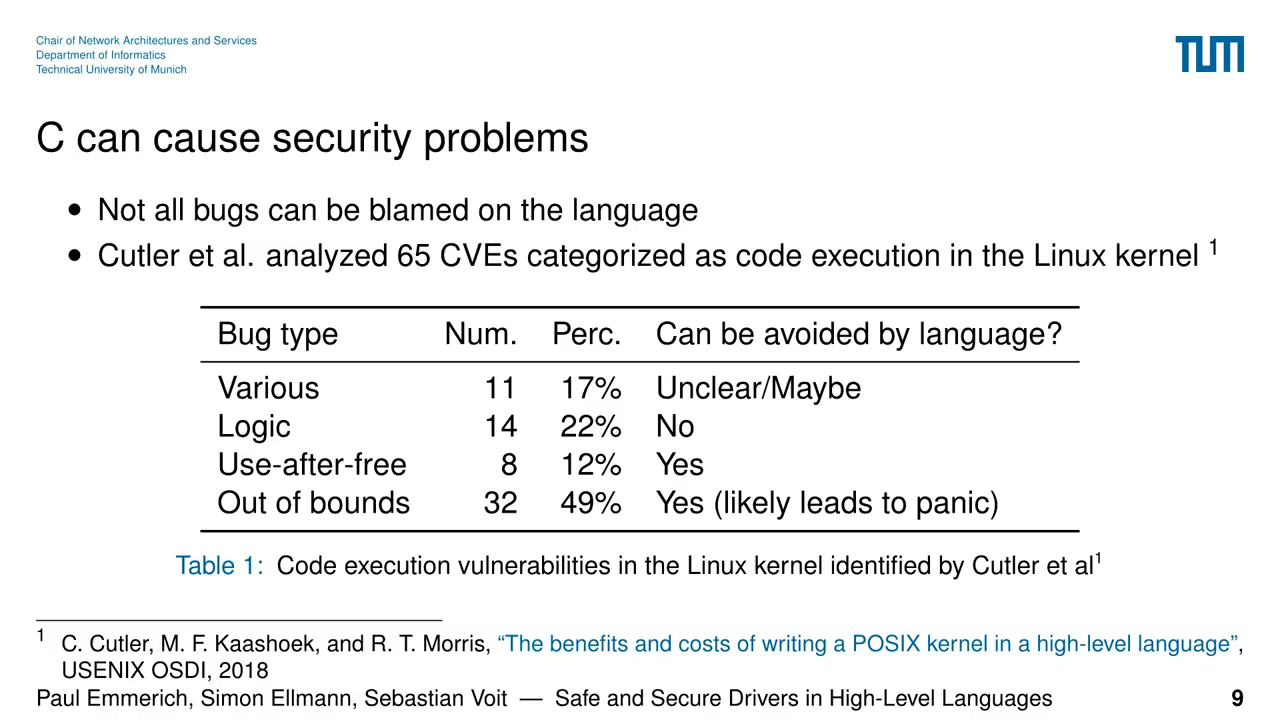 Chair of Network Architectures and Services
Department of Informatics
Technical University of Munich
TUM
C can cause security problems
• Not all bugs can be blamed on the language
• Cutler et al. analyzed 65 CVEs categorized as code execution in the Linux kernel 1
Bug type Num. Perc. Can be avoided by language?
Various 11 17% Unclear/Maybe
Logic 14 22% No
Use-after-free 8 12% Yes
Out of bounds 32 49% Yes (likely leads to panic)
Table 1: Code execution vulnerabilities in the Linux kernel identified by Cutler et al1
1 C. Cutler, M. F. Kaashoek, and R. T. Morris, “The benefits and costs of writing a POSIX kernel in a high-level language”,
USENIX OSDI, 2018
Paul Emmerich, Simon Ellmann, Sebastian Voit — Safe and Secure Drivers in High-Level Languages 9